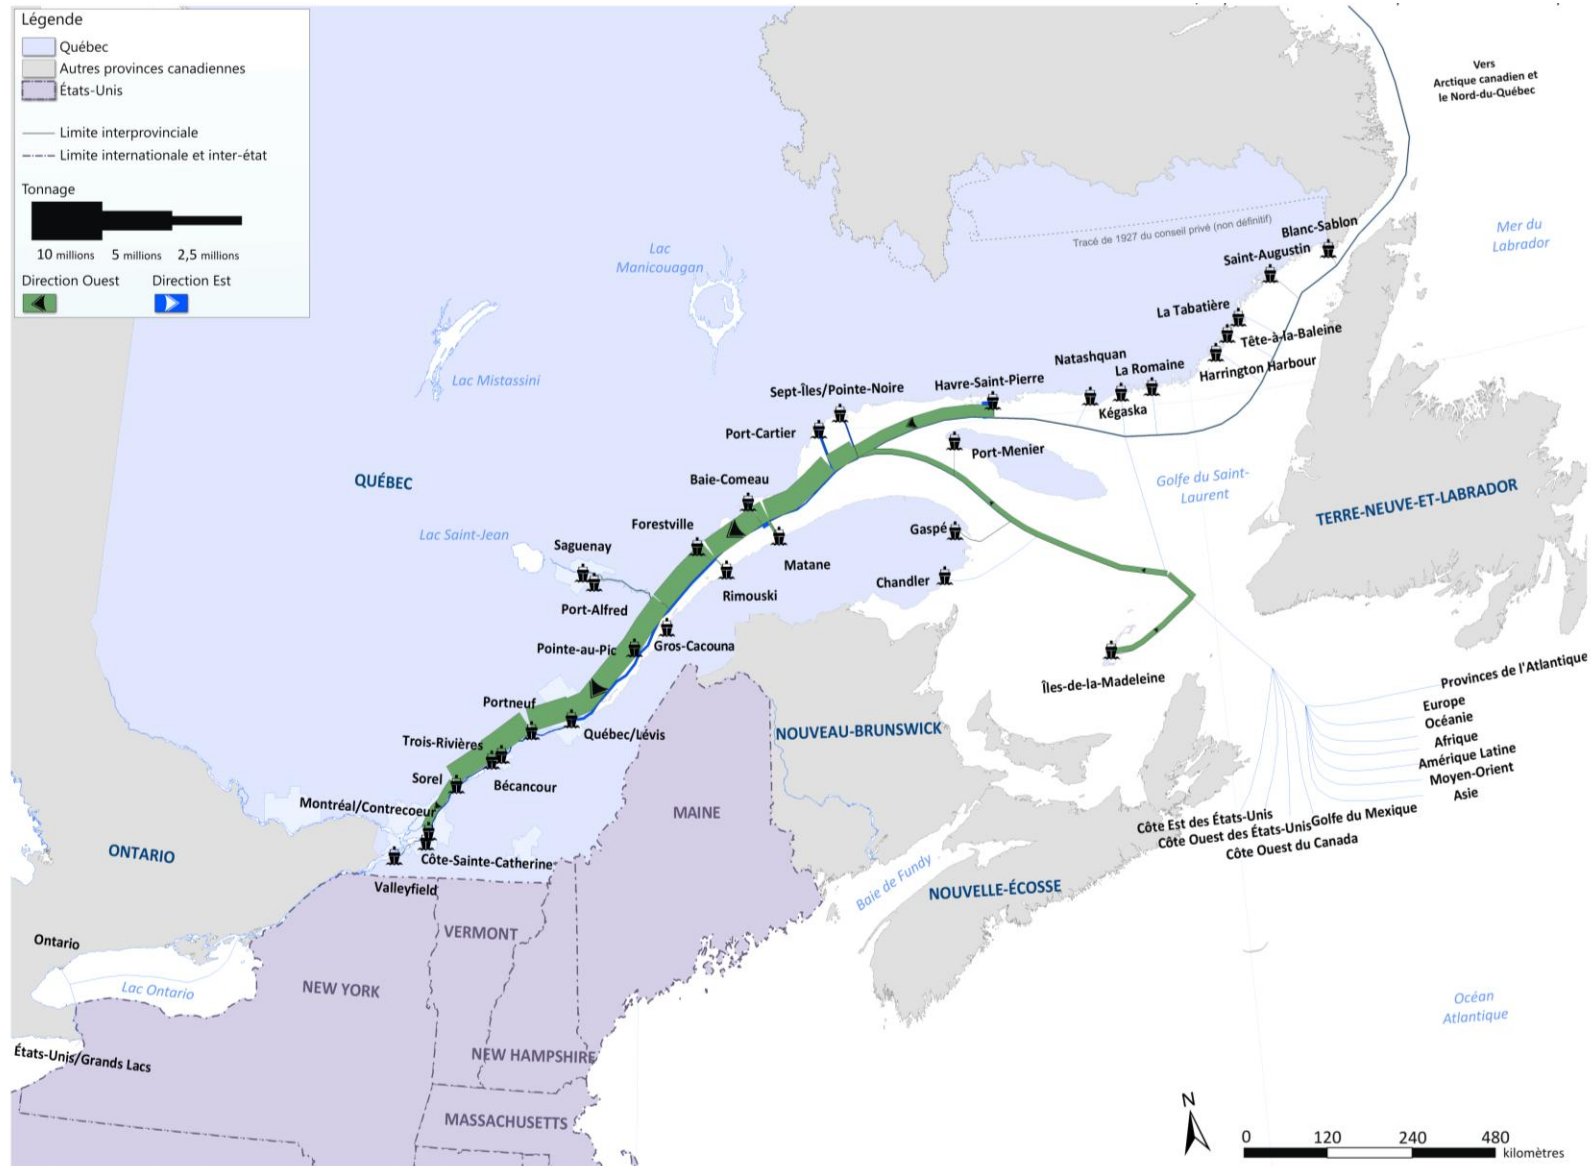 Légende
Québec
Autres provinces canadiennes
États-Unis
Limite interprovinciale
Limite internationale et inter-état
Tonnage
10 millions 5 millions 2,5 millions
Direction Ouest Direction Est
Vers
Arctique canadien et
le Nord-du-Québec
Lac
Manicouagan
Lac Mistassini
Tracé de 1927 du conseil privé (non définitif)
Blanc-Sablon
Saint-Augustin
Mer du
Labrador
La Tabatière
Tête-à-la-Baleine
Harrington Harbour
Natashquan
La Romaine
Kégaska
Havre-Saint-Pierre
Sept-Îles/Pointe-Noire
Port-Cartier
Port-Menier
Golfe du Saint-
Laurent
TERRE-NEUVE-ET-LABRADOR
QUÉBEC
Baie-Comeau
Lac Saint-Jean
Forestville
Saguenay
Matane
Gaspé
Chandler
Rimouski
Port-Alfred
Pointe-au-Pic
Gros-Cacouna
Îles-de-la-Madeleine
Portneuf
Québec/Lévis
Trois-Rivières
Bécancour
Sorel
Montréal/Contrecoeur
Côte-Sainte-Catherine
Valleyfield
NOUVEAU-BRUNSWICK
MAINE
ONTARIO
Provinces de l'Atlantique
Europe
Océanie
Afrique
Amérique Latine
Moyen-Orient
Asie
Côte Est des États-Unis
Golfe du Mexique
Côte Ouest des États-Unis
Côte Ouest du Canada
Baie de Fundy
NOUVELLE-ÉCOSSE
VERMONT
Ontario
Lac Ontario
NEW YORK
NEW HAMPSHIRE
États-Unis/Grands Lacs
MASSACHUSETTS
Océan
Atlantique
N
0 120 240 480
kilomètres